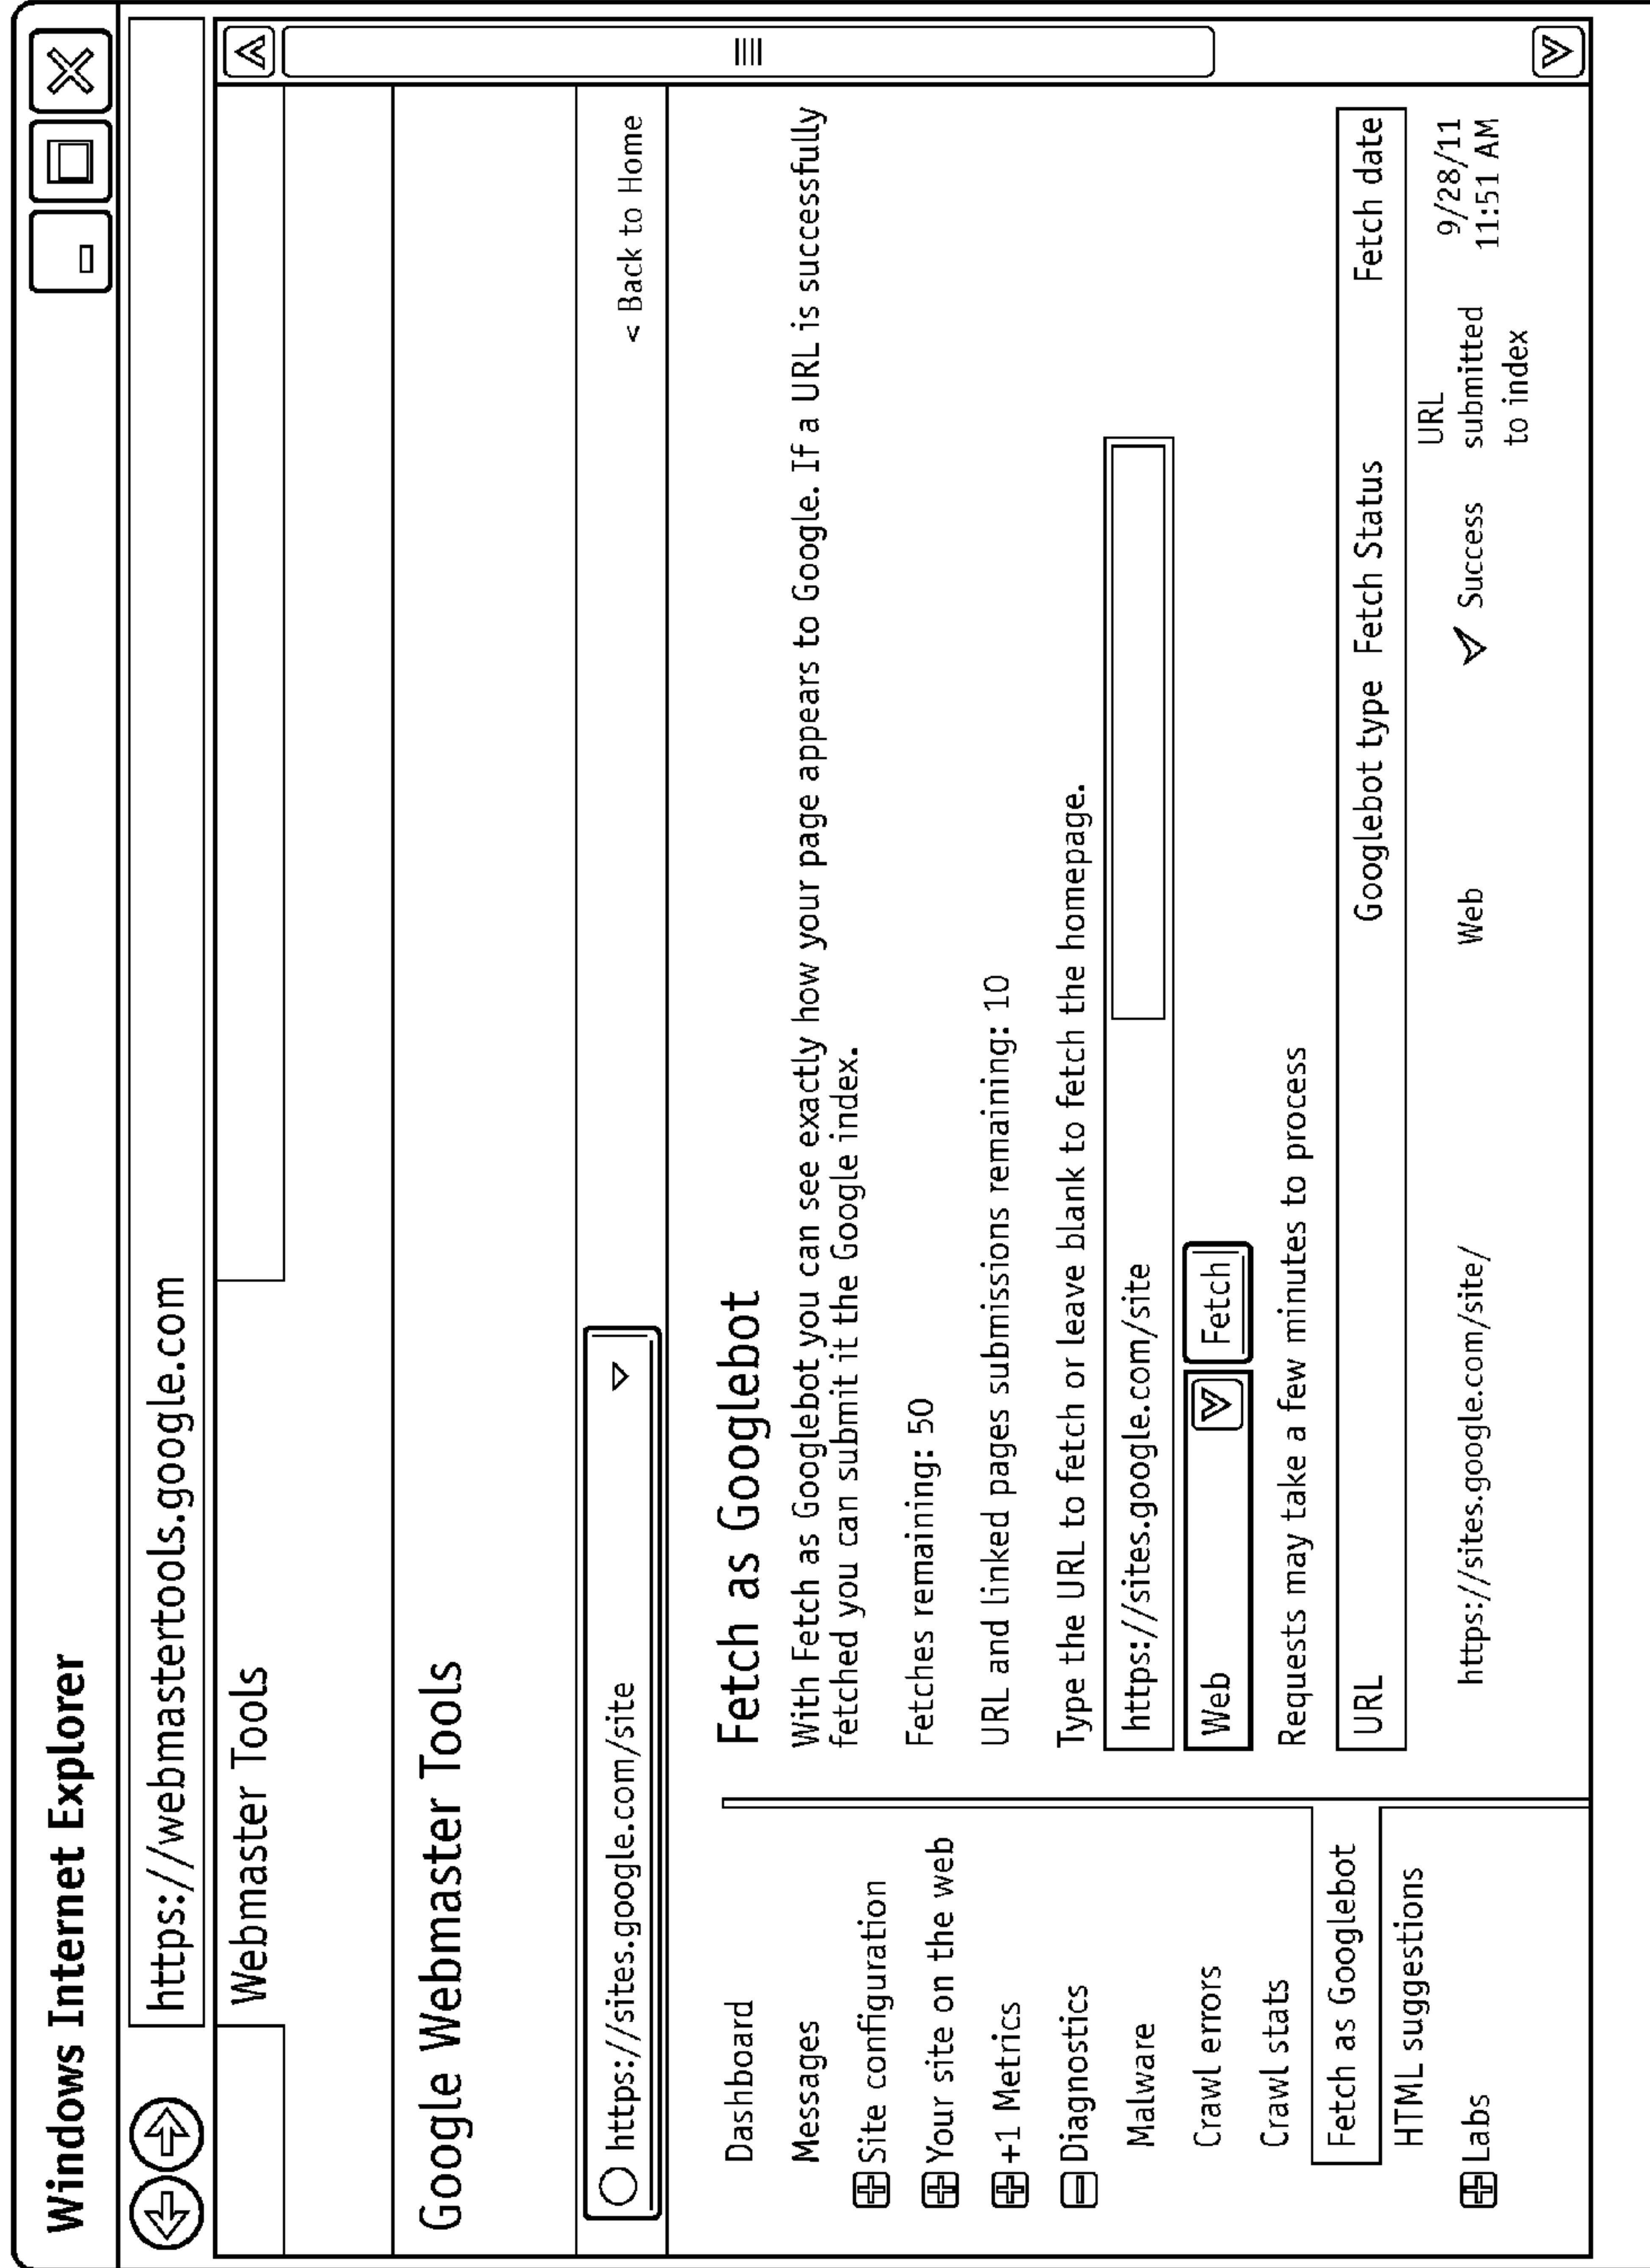 Windows Internet Explorer
https://webmastertools.google.com
Webmaster Tools
Google Webmaster Tools
https://sites.google.com/site
< Back to Home
Dashboard
Messages
Site configuration
Your site on the web
+1 Metrics
Diagnostics
Malware
Crawl errors
Crawl stats
Fetch as Googlebot
HTML suggestions
Labs
Fetch as Googlebot
With Fetch as Googlebot you can see exactly how your page appears to Google. If a URL is successfully
fetched you can submit it the Google index.
Fetches remaining: 50
URL and linked pages submissions remaining: 10
Type the URL to fetch or leave blank to fetch the homepage.
https://sites.google.com/site
Web
Fetch
Requests may take a few minutes to process
URL Googlebot type Fetch Status Fetch date
https://sites.google.com/site/ Web Success
URL
submitted
to index
9/28/11
11:51 AM